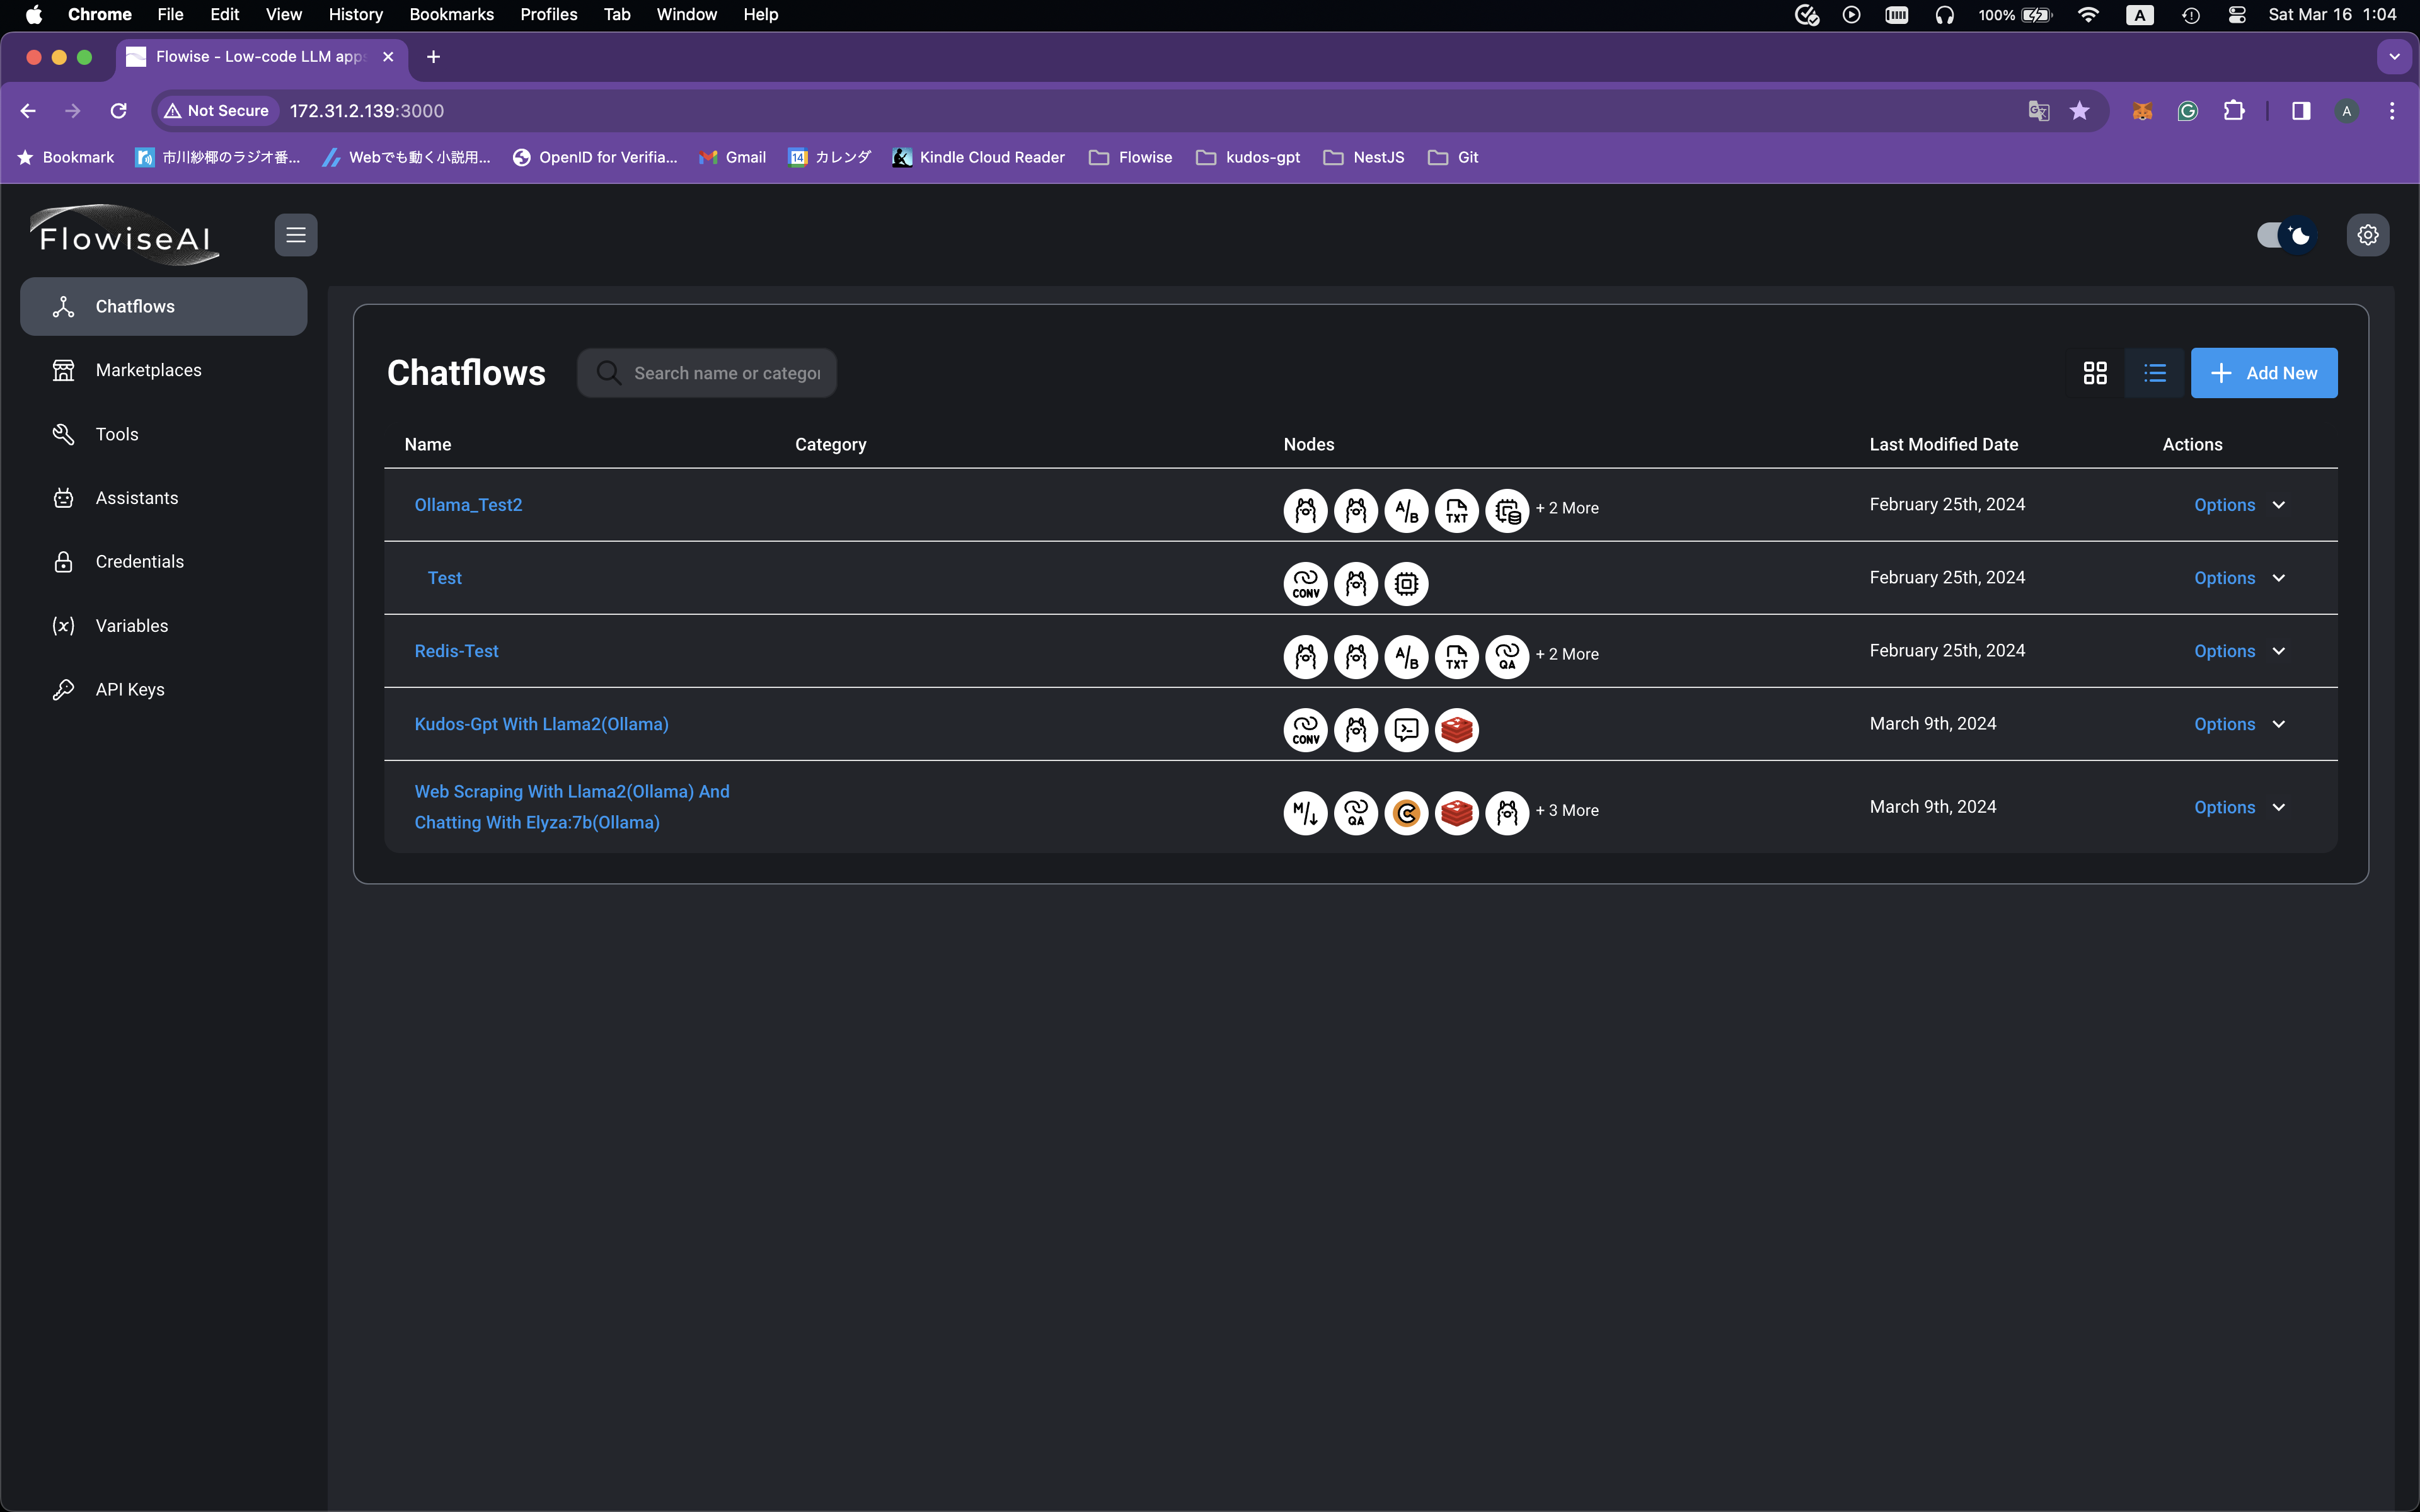 Chrome File Edit View History Bookmarks Profiles Tab Window Help 100% A Sat Mar 16 1:04
Flowise - Low-code LLM apps
Not Secure 172.31.2.139:3000 A
Bookmark 市川紗椰のラジオ番... Webでも動く小説用... OpenID for Verifia... Gmail 14 カレンダ Kindle Cloud Reader Flowise kudos-gpt NestJS Git
FlowiseAI
Chatflows
Marketplaces
Tools
Assistants
Credentials
Variables
API Keys
Chatflows Search name or categor Add New
Name Category Nodes Last Modified Date Actions
Ollama_Test2 A/B TXT + 2 More February 25th, 2024 Options
Test CONV February 25th, 2024 Options
Redis-Test A/B TXT QA + 2 More February 25th, 2024 Options
Kudos-Gpt With Llama2(Ollama) CONV March 9th, 2024 Options
Web Scraping With Llama2(Ollama) And
Chatting With Elyza:7b(Ollama) M QA C + 3 More March 9th, 2024 Options